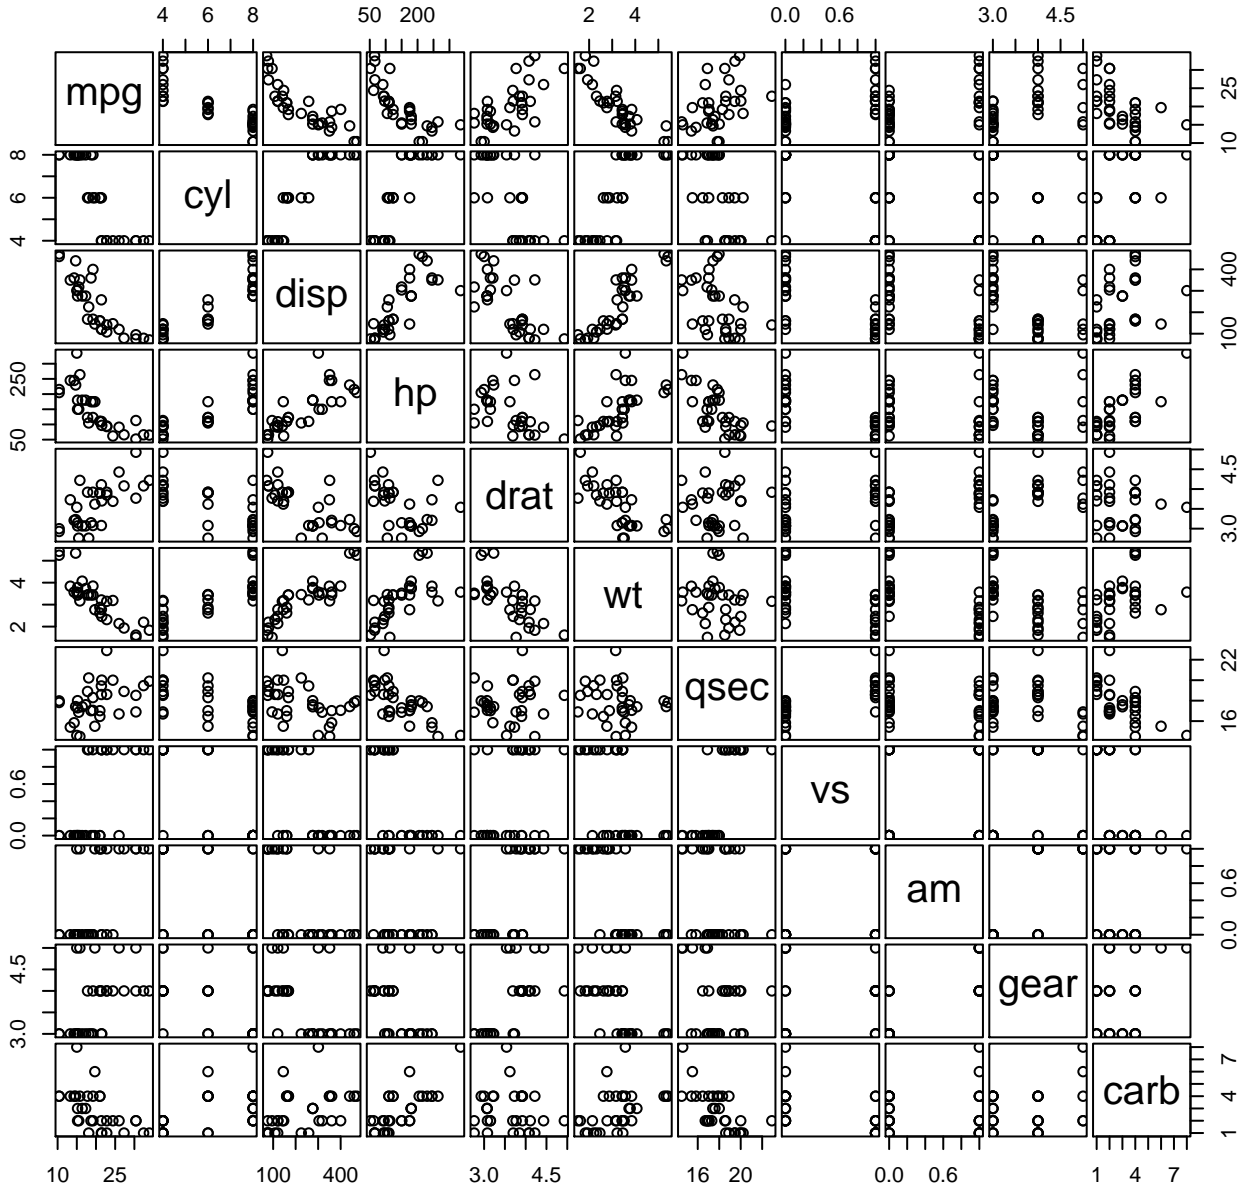 4 6 8 50 200 2 4 0.0 0.6 3.0 4.5
mpg 10 25
4 8 cyl
6
disp 100 400
50 250 hp
drat 3.0 4.5
2 4 wt
qsec 16 22
0.0 0.6 vs
am 0.0 0.6
3.0 4.5 gear
carb 1 4 7
10 25 100 400 3.0 4.5 16 20 0.0 0.6 1 4 7